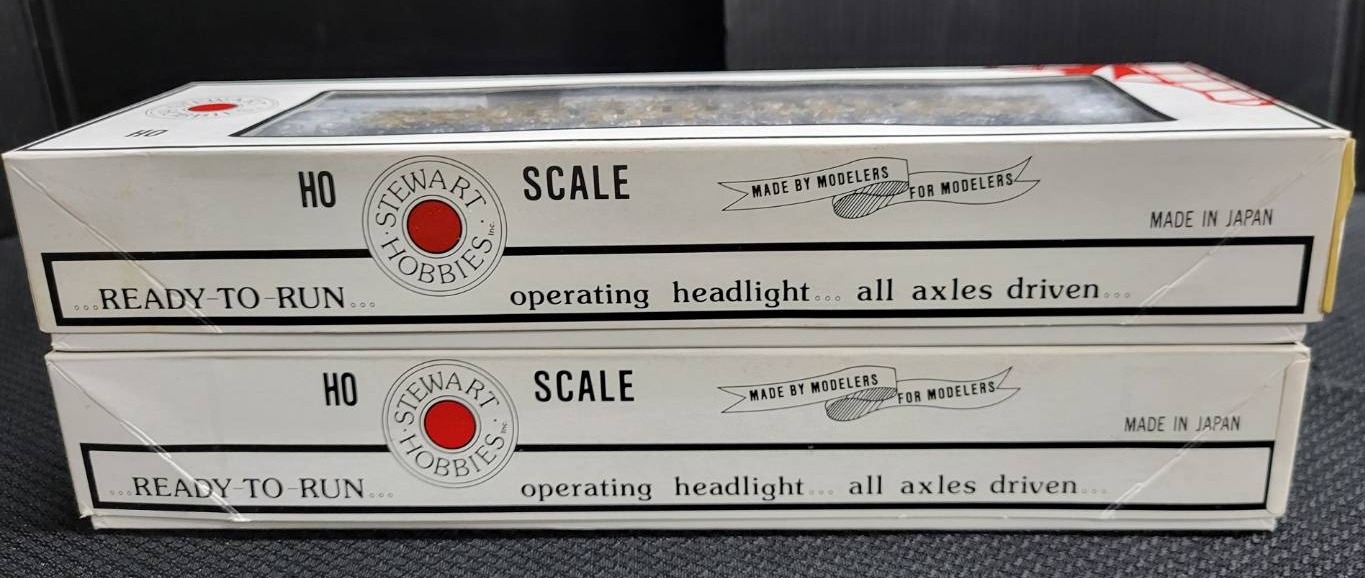 HO
HO SCALE
STEWART HOBBIES Inc.
MADE BY MODELERS FOR MODELERS
MADE IN JAPAN
...READY-TO-RUN... operating headlight... all axles driven...
HO SCALE
STEWART HOBBIES Inc.
MADE BY MODELERS FOR MODELERS
MADE IN JAPAN
...READY-TO-RUN... operating headlight... all axles driven...